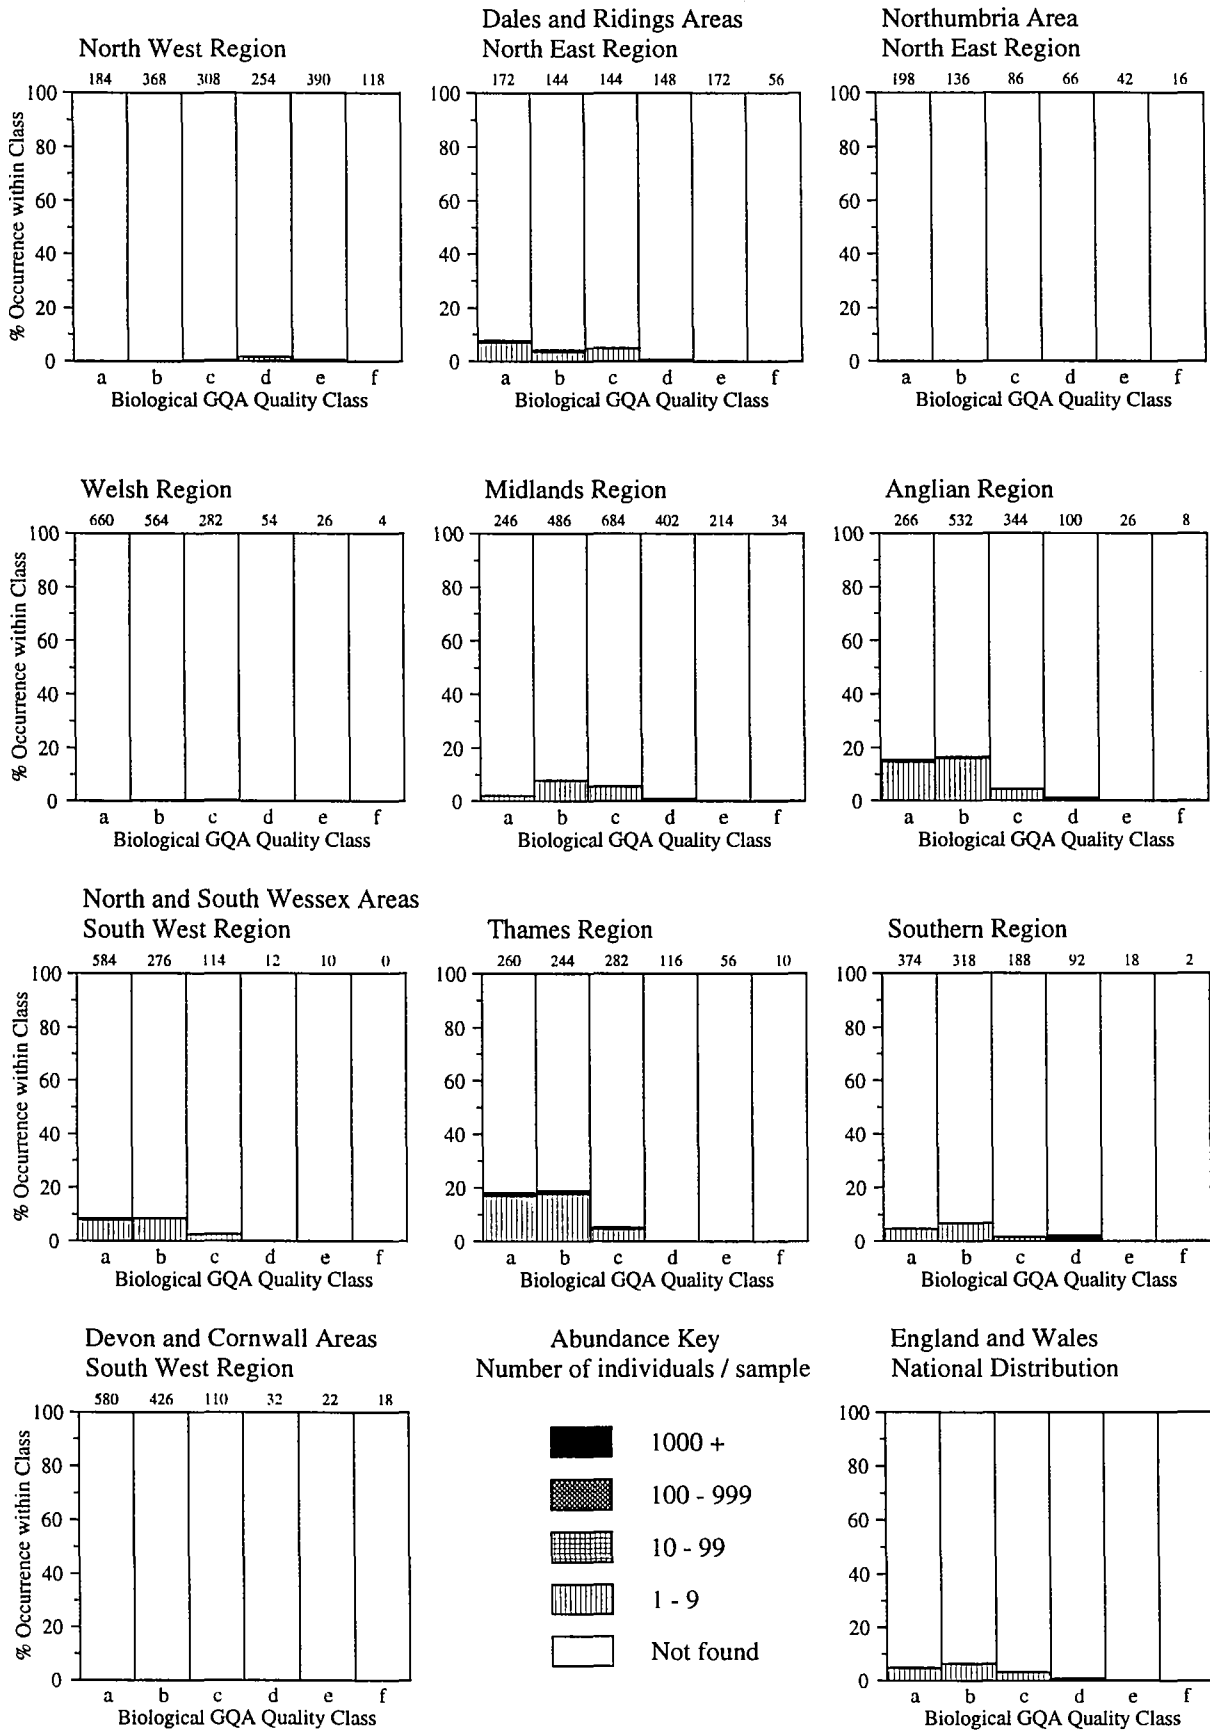 North West Region
184 368 308 254 390 118
% Occurrence within Class
100
80
60
40
20
0
a b c d e f
Biological GQA Quality Class
Dales and Ridings Areas
North East Region
172 144 144 148 172 56
100
80
60
40
20
0
a b c d e f
Biological GQA Quality Class
Northumbria Area
North East Region
198 136 86 66 42 16
100
80
60
40
20
0
a b c d e f
Biological GQA Quality Class
Welsh Region
660 564 282 54 26 4
% Occurrence within Class
100
80
60
40
20
0
a b c d e f
Biological GQA Quality Class
Midlands Region
246 486 684 402 214 34
100
80
60
40
20
0
a b c d e f
Biological GQA Quality Class
Anglian Region
266 532 344 100 26 8
100
80
60
40
20
0
a b c d e f
Biological GQA Quality Class
North and South Wessex Areas
South West Region
584 276 114 12 10 0
% Occurrence within Class
100
80
60
40
20
0
a b c d e f
Biological GQA Quality Class
Thames Region
260 244 282 116 56 10
100
80
60
40
20
0
a b c d e f
Biological GQA Quality Class
Southern Region
374 318 188 92 18 2
100
80
60
40
20
0
a b c d e f
Biological GQA Quality Class
Devon and Cornwall Areas
South West Region
580 426 110 32 22 18
% Occurrence within Class
100
80
60
40
20
0
a b c d e f
Biological GQA Quality Class
Abundance Key
Number of individuals / sample
1000 +
100 - 999
10 - 99
1 - 9
Not found
England and Wales
National Distribution
100
80
60
40
20
0
a b c d e f
Biological GQA Quality Class